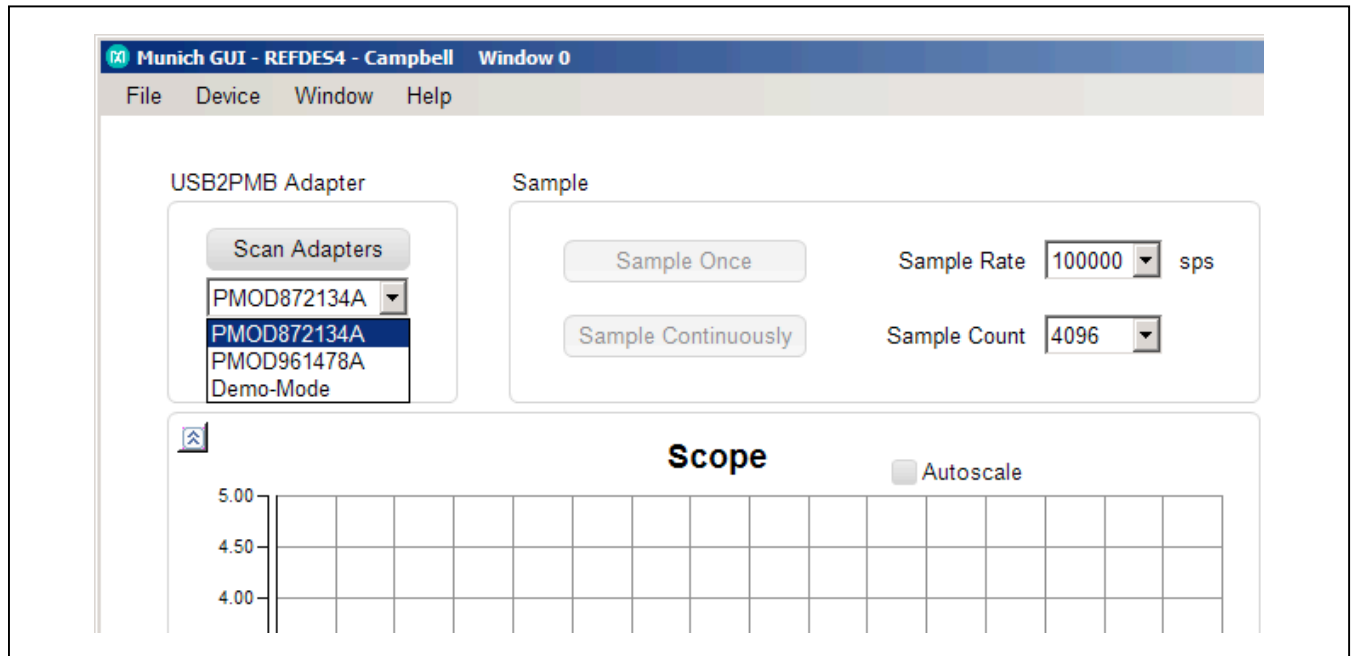 Munich GUI - REFDES4 - Campbell Window 0
File Device Window Help
USB2PMB Adapter
Scan Adapters
PMOD872134A
PMOD872134A
PMOD961478A
Demo-Mode
Sample
Sample Once
Sample Rate 100000 sps
Sample Continuously
Sample Count 4096
Scope
Autoscale
5.00
4.50
4.00